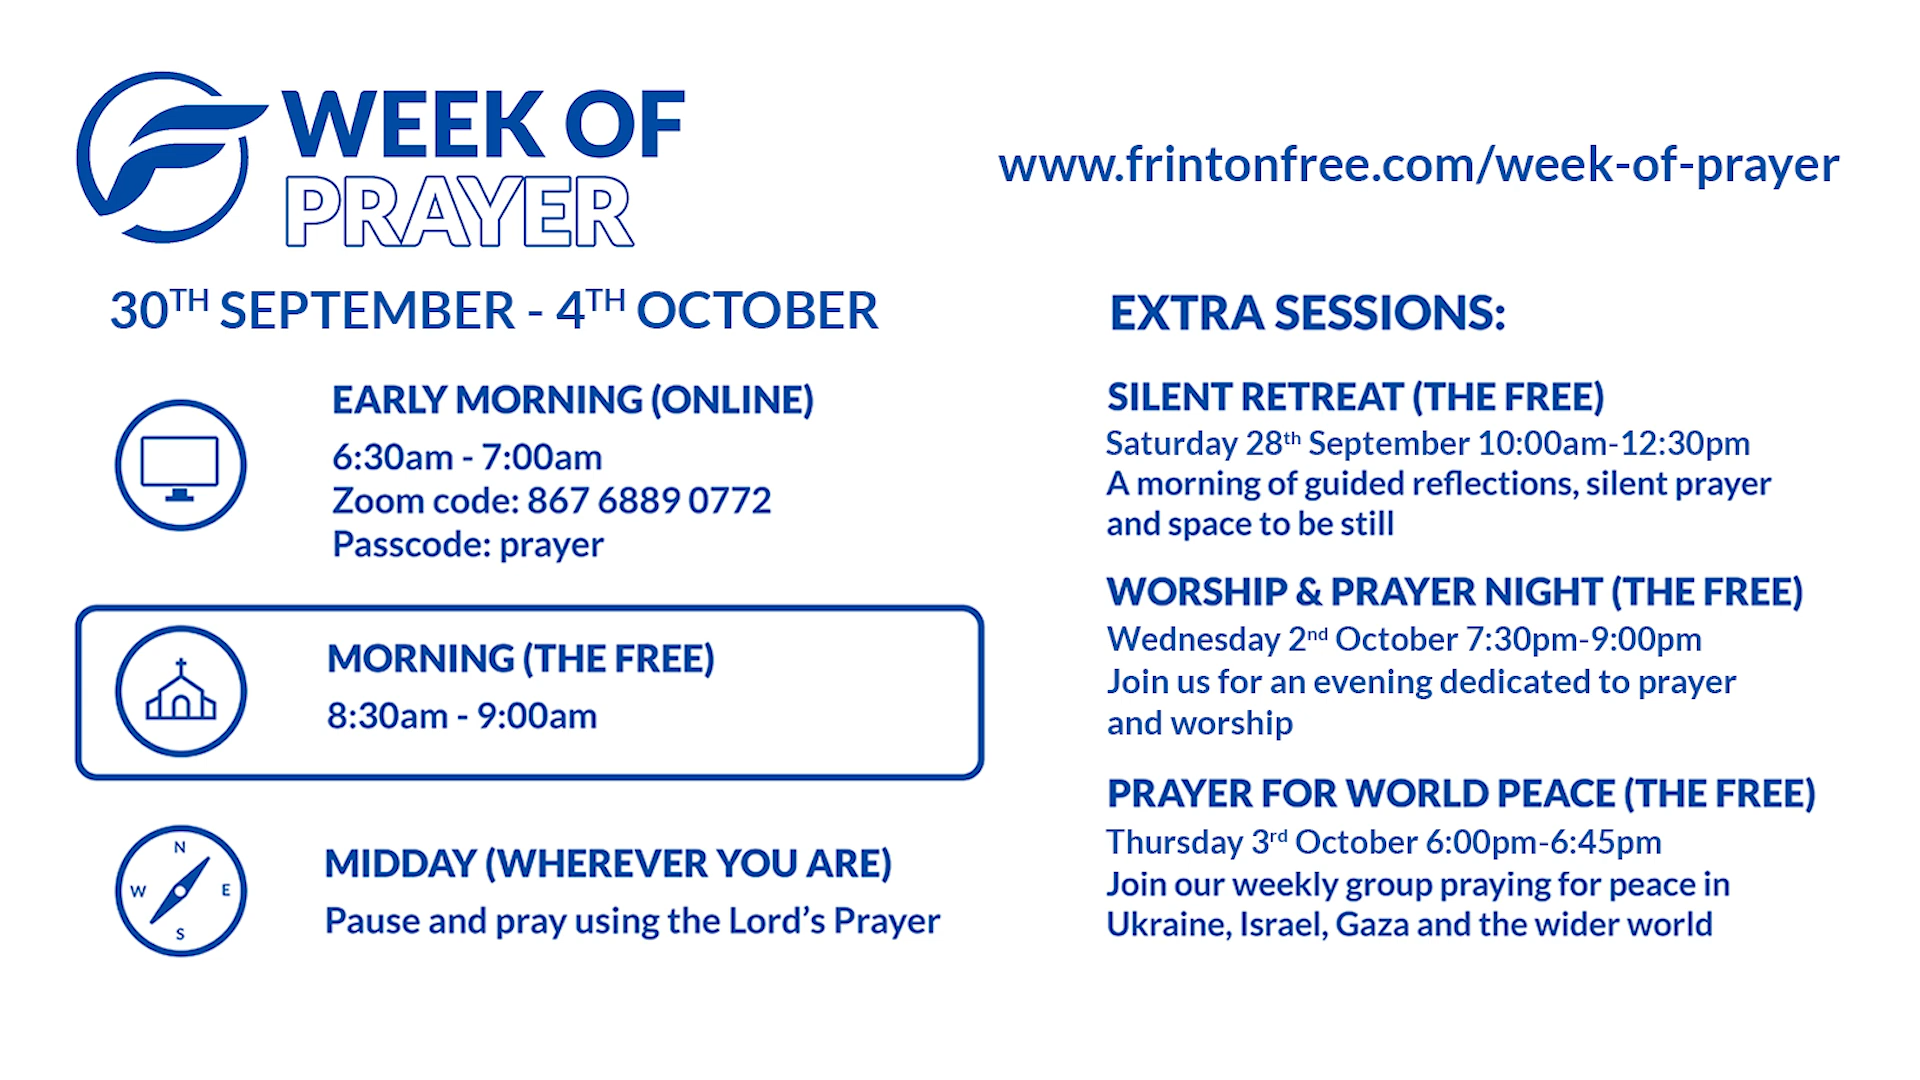 WEEK OF
PRAYER
www.frintonfree.com/week-of-prayer
30TH SEPTEMBER - 4TH OCTOBER
EARLY MORNING (ONLINE)
6:30am - 7:00am
Zoom code: 867 6889 0772
Passcode: prayer
MORNING (THE FREE)
8:30am - 9:00am
N
W E
S
MIDDAY (WHEREVER YOU ARE)
Pause and pray using the Lord's Prayer
EXTRA SESSIONS:
SILENT RETREAT (THE FREE)
Saturday 28th September 10:00am-12:30pm
A morning of guided reflections, silent prayer
and space to be still
WORSHIP & PRAYER NIGHT (THE FREE)
Wednesday 2nd October 7:30pm-9:00pm
Join us for an evening dedicated to prayer
and worship
PRAYER FOR WORLD PEACE (THE FREE)
Thursday 3rd October 6:00pm-6:45pm
Join our weekly group praying for peace in
Ukraine, Israel, Gaza and the wider world